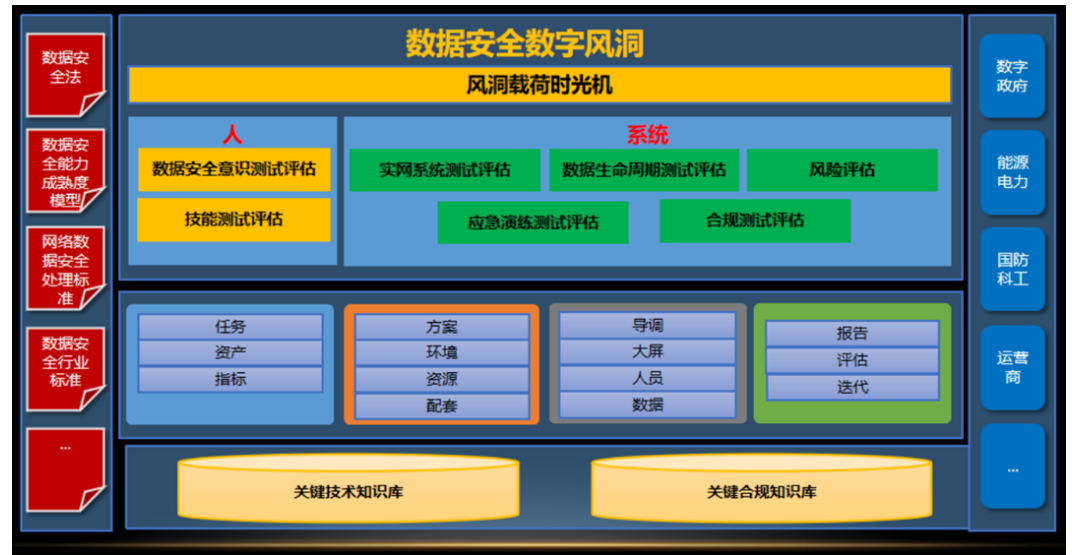 数据安
全法
数据安
全能力
成熟度
模型
网络数
据安全
处理标
准
数据安
全行业
标准
...
数据安全数字风洞
风洞载荷时光机
人
数据安全意识测试评估
技能测试评估
系统
实网系统测试评估
数据生命周期测试评估
风险评估
应急演练测试评估
合规测试评估
任务
资产
指标
方案
环境
资源
配套
导调
大屏
人员
数据
报告
评估
迭代
关键技术知识库
关键合规知识库
数字
政府
能源
电力
国防
科工
运营
商
...